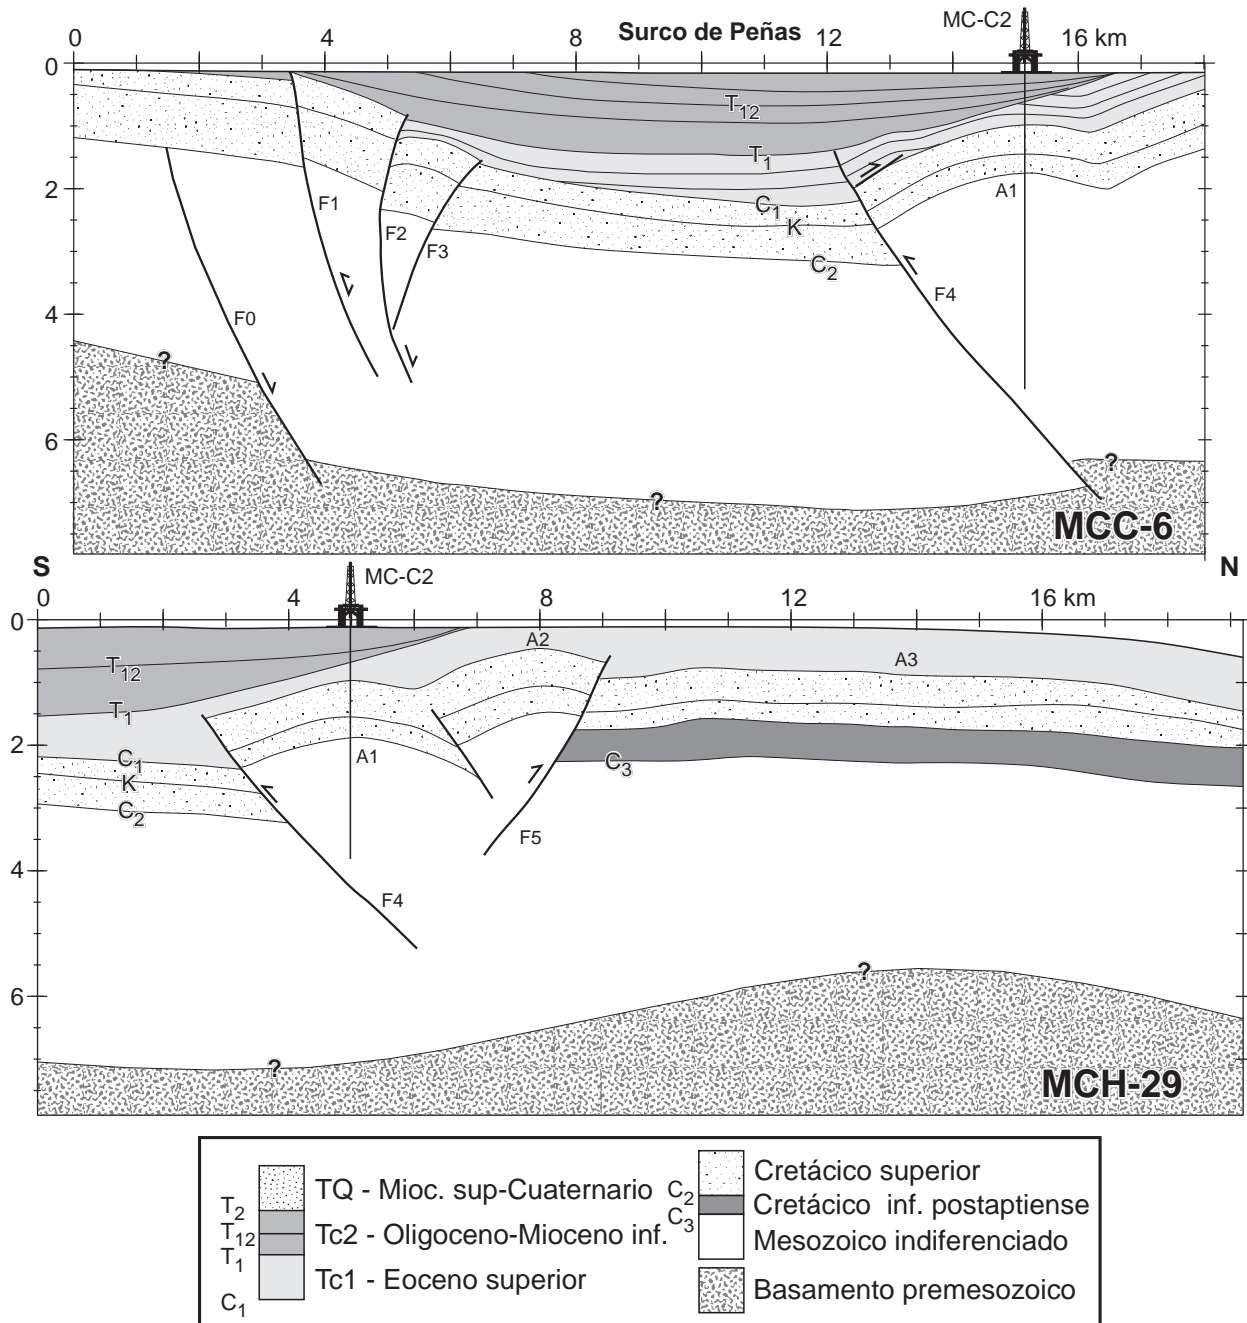 MC-C2
0 4 8 Surco de Peñas 12 16 km
0
2
4
6
T12
T1
C1
K
C2
A1
F0
F1
F2
F3
F4
?
?
?
MCC-6
S N
MC-C2
0 4 8 12 16 km
0
2
4
6
T12
T1
C1
K
C2
A1
A2
A3
C3
F5
F4
?
?
MCH-29
T2
T12
T1
C1
TQ - Mioc. sup-Cuaternario
Tc2 - Oligoceno-Mioceno inf.
Tc1 - Eoceno superior
C2
C3
Cretácico superior
Cretácico inf. postaptiense
Mesozoico indiferenciado
Basamento premesozoico